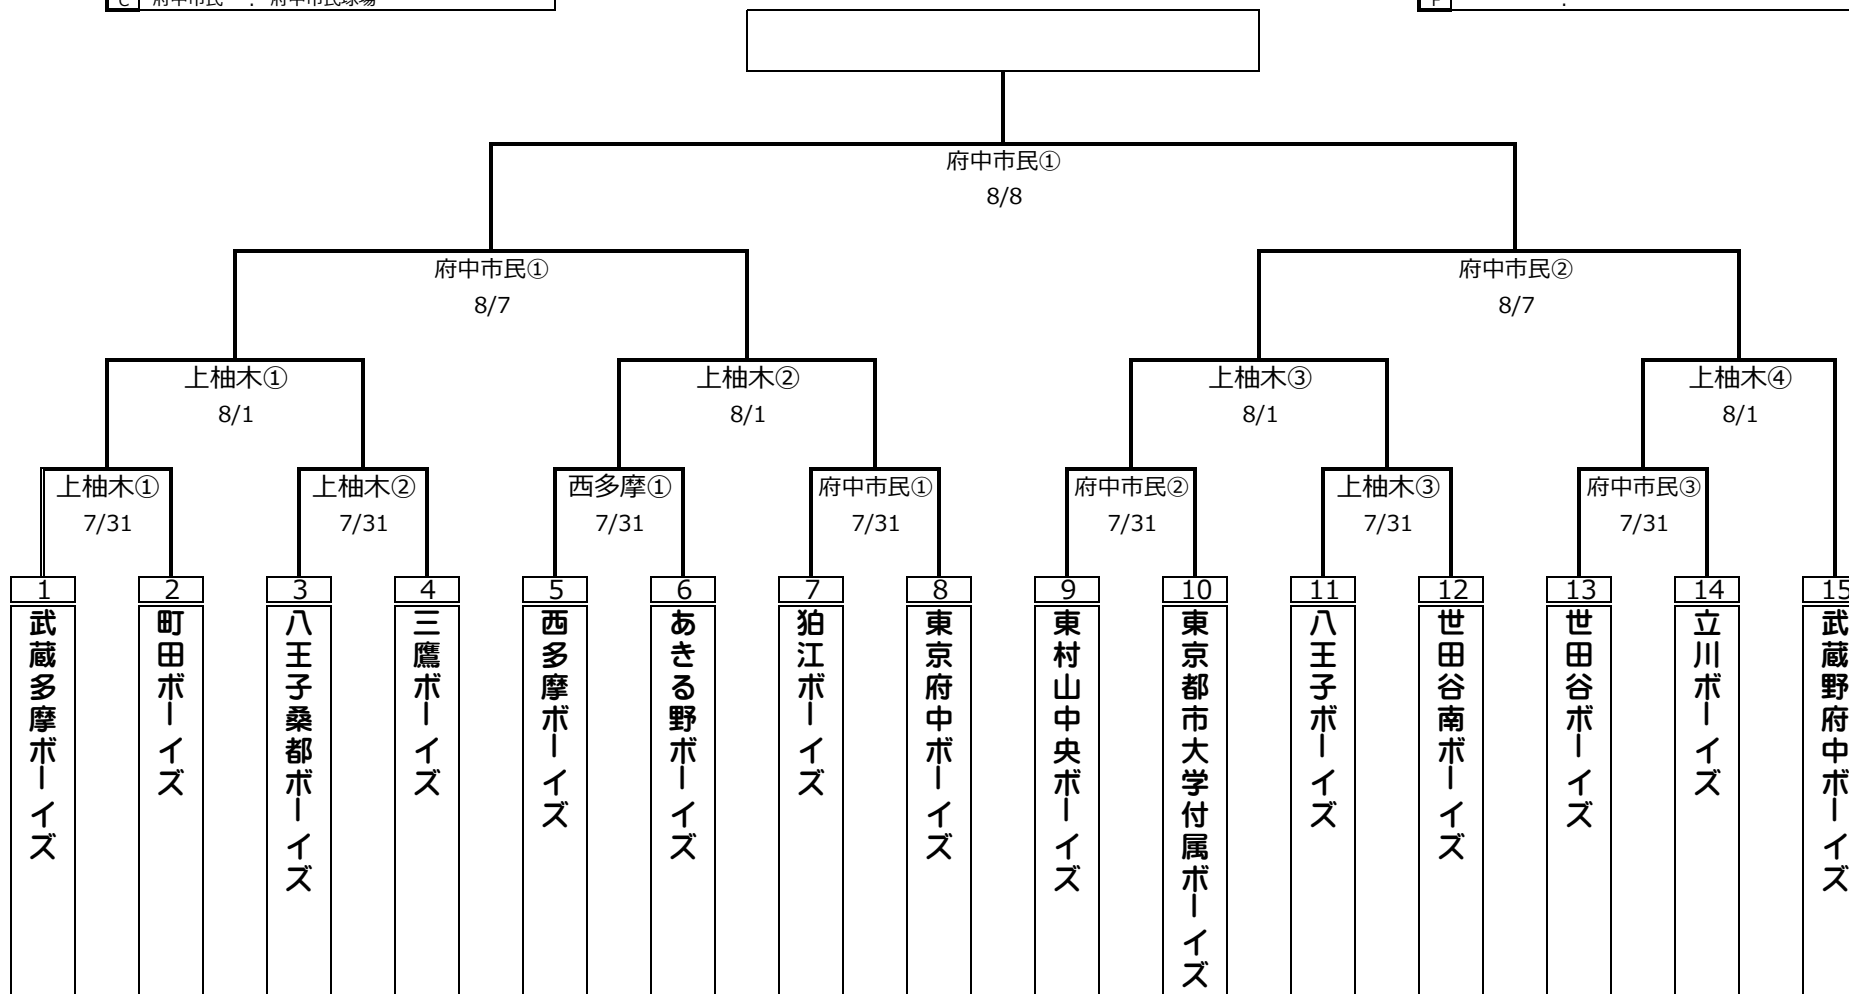 C 府中市民 : 府中市民球場
F :
府中市民①
8/8
府中市民① 府中市民②
8/7 8/7
上柚木① 上柚木② 上柚木③ 上柚木④
8/1 8/1 8/1 8/1
上柚木① 上柚木② 西多摩① 府中市民① 府中市民② 上柚木③ 府中市民③
7/31 7/31 7/31 7/31 7/31 7/31 7/31
1 2 3 4 5 6 7 8 9 10 11 12 13 14 15
武蔵多摩ボーイズ
町田ボーイズ
八王子桑都ボーイズ
三鷹ボーイズ
西多摩ボーイズ
あきる野ボーイズ
狛江ボーイズ
東京府中ボーイズ
東村山中央ボーイズ
東京都市大学付属ボーイズ
八王子ボーイズ
世田谷南ボーイズ
世田谷ボーイズ
立川ボーイズ
武蔵野府中ボーイズ